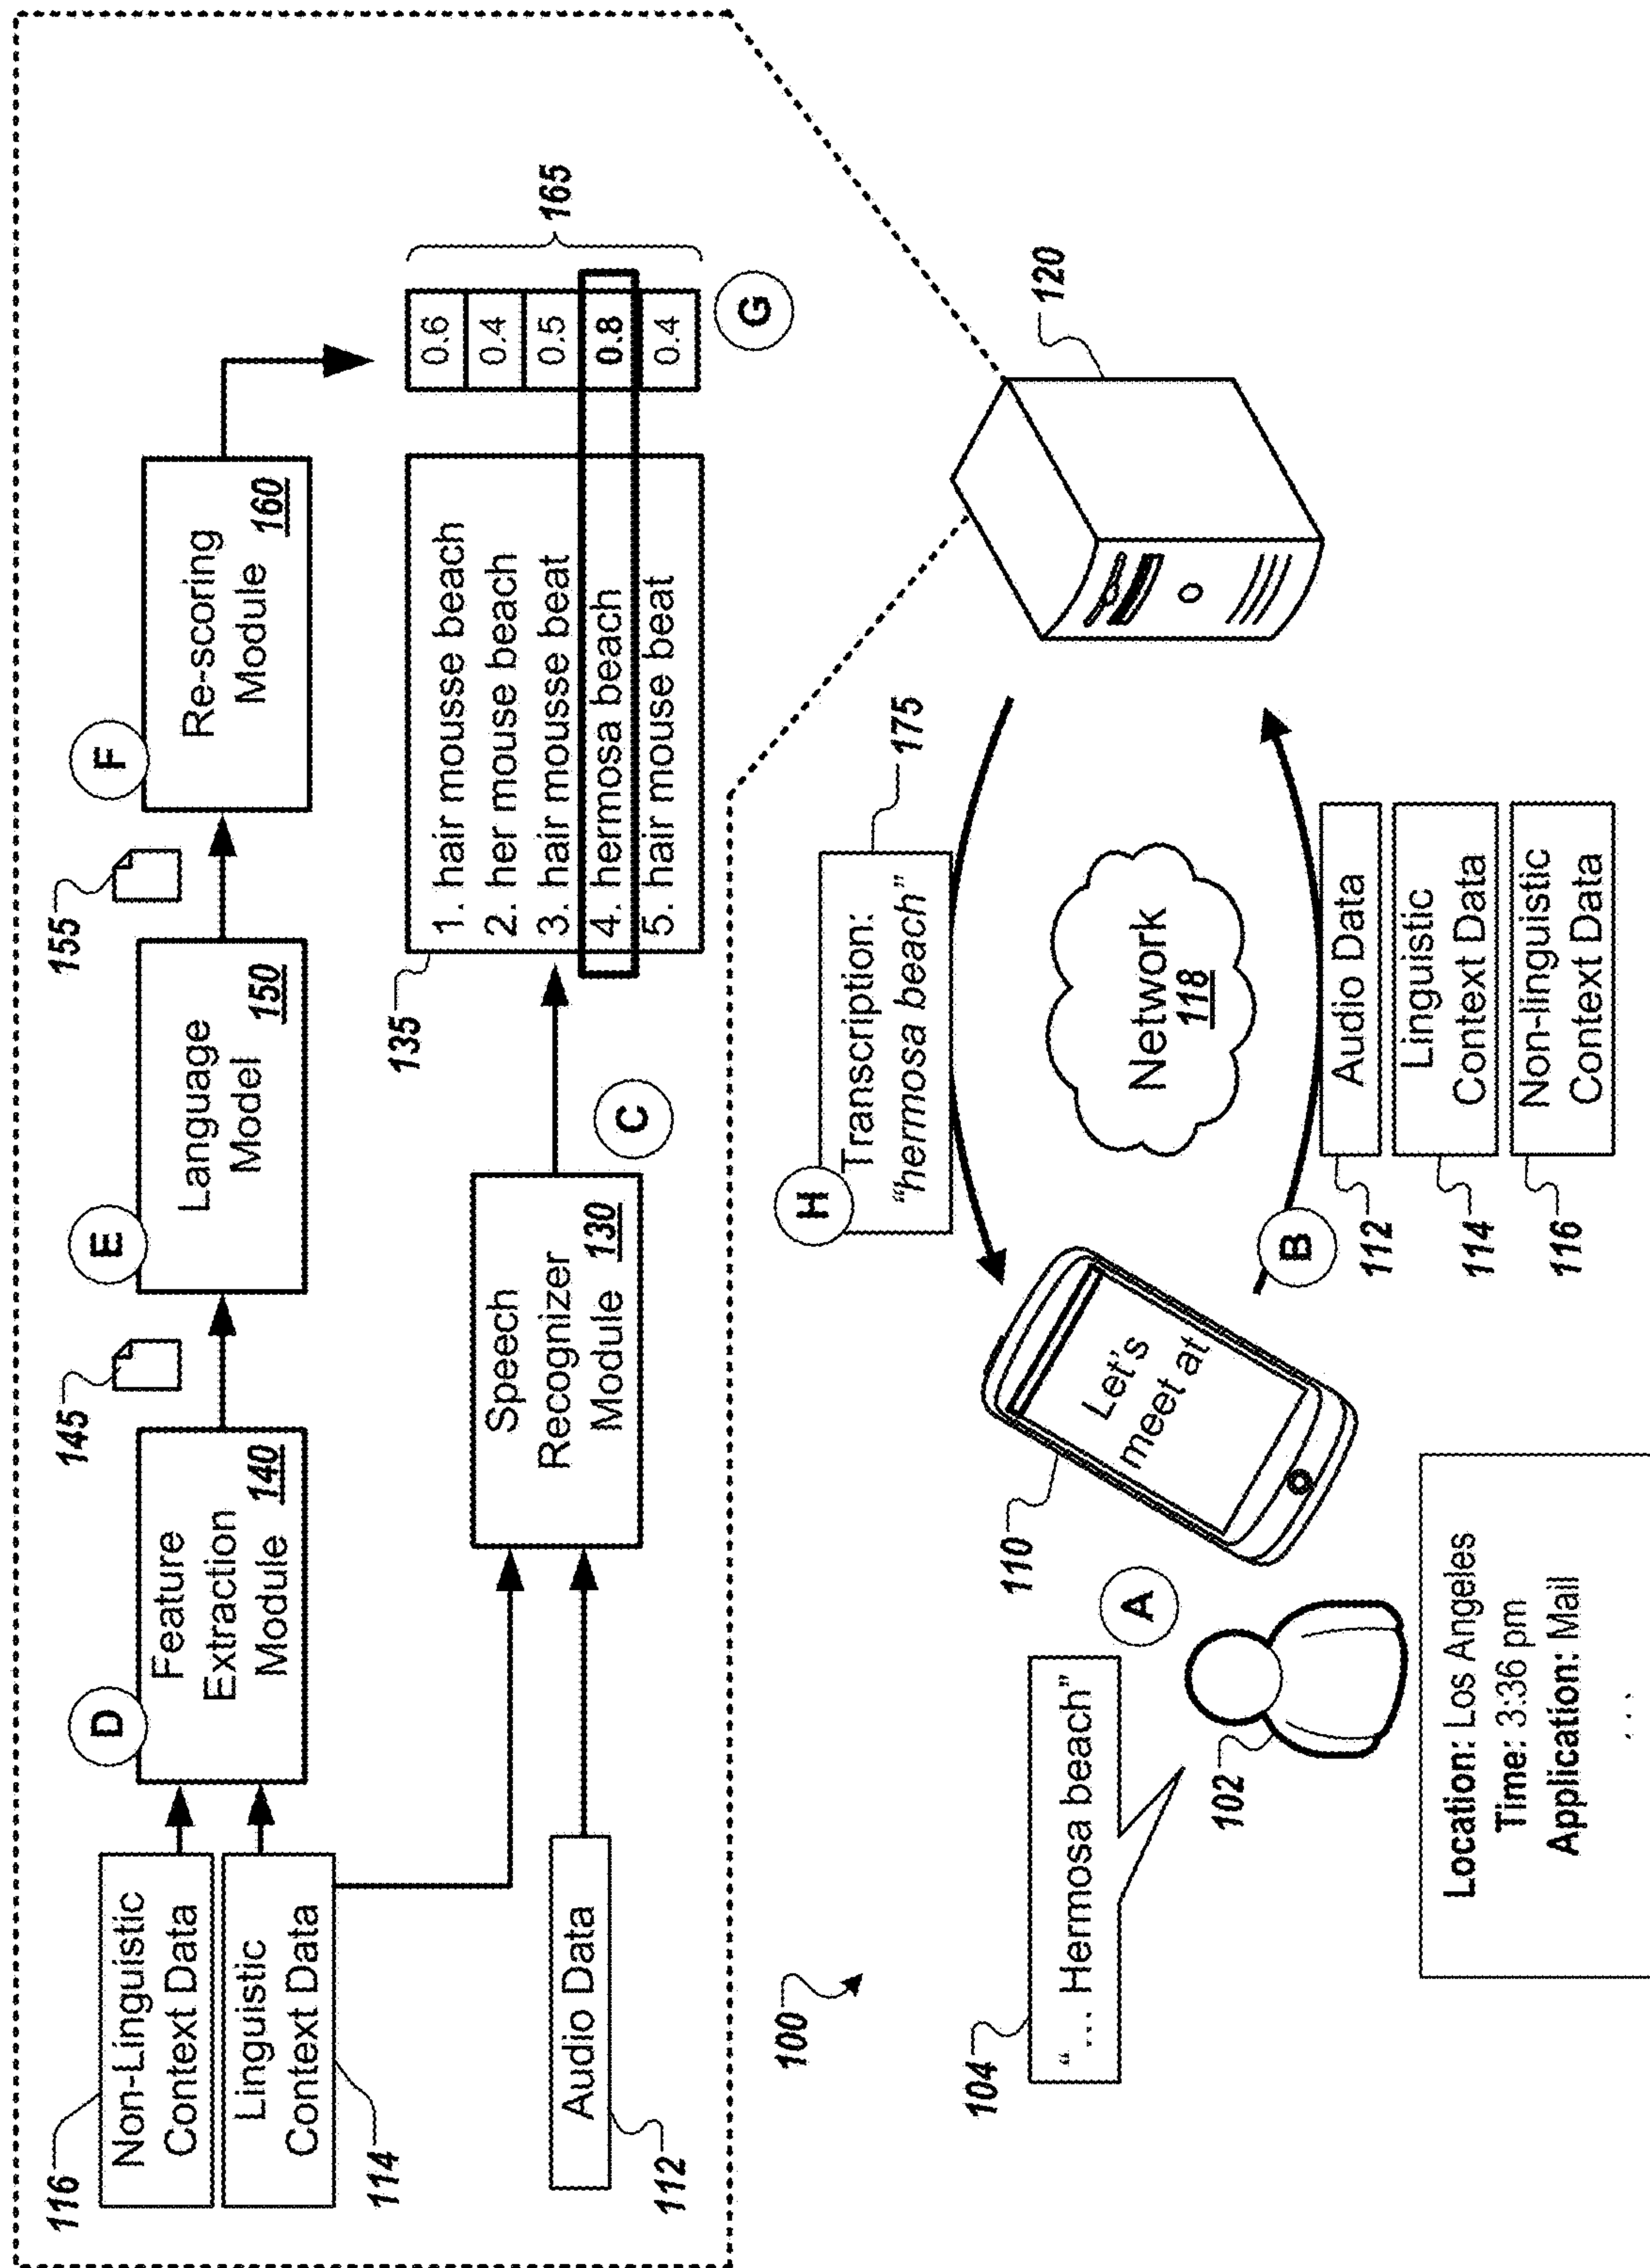 116
Non-Linguistic
Context Data
Linguistic
Context Data
114
Audio Data
112
D
Feature
Extraction
Module 140
145
E
Language
Model 150
155
F
Re-scoring
Module 160
Speech
Recognizer
Module 130
C
135
1. hair mousse beach
2. her mouse beach
3. hair mousse beat
4. hermosa beach
5. hair mouse beat
0.6
0.4
0.5
0.8
0.4
165
G
100
104
"... Hermosa beach"
A
102
110
Let's
meet at
Location: Los Angeles
Time: 3:36 pm
Application: Mail
...
H
Transcription:
"hermosa beach"
175
Network
118
B
112
Audio Data
114
Linguistic
Context Data
116
Non-linguistic
Context Data
120